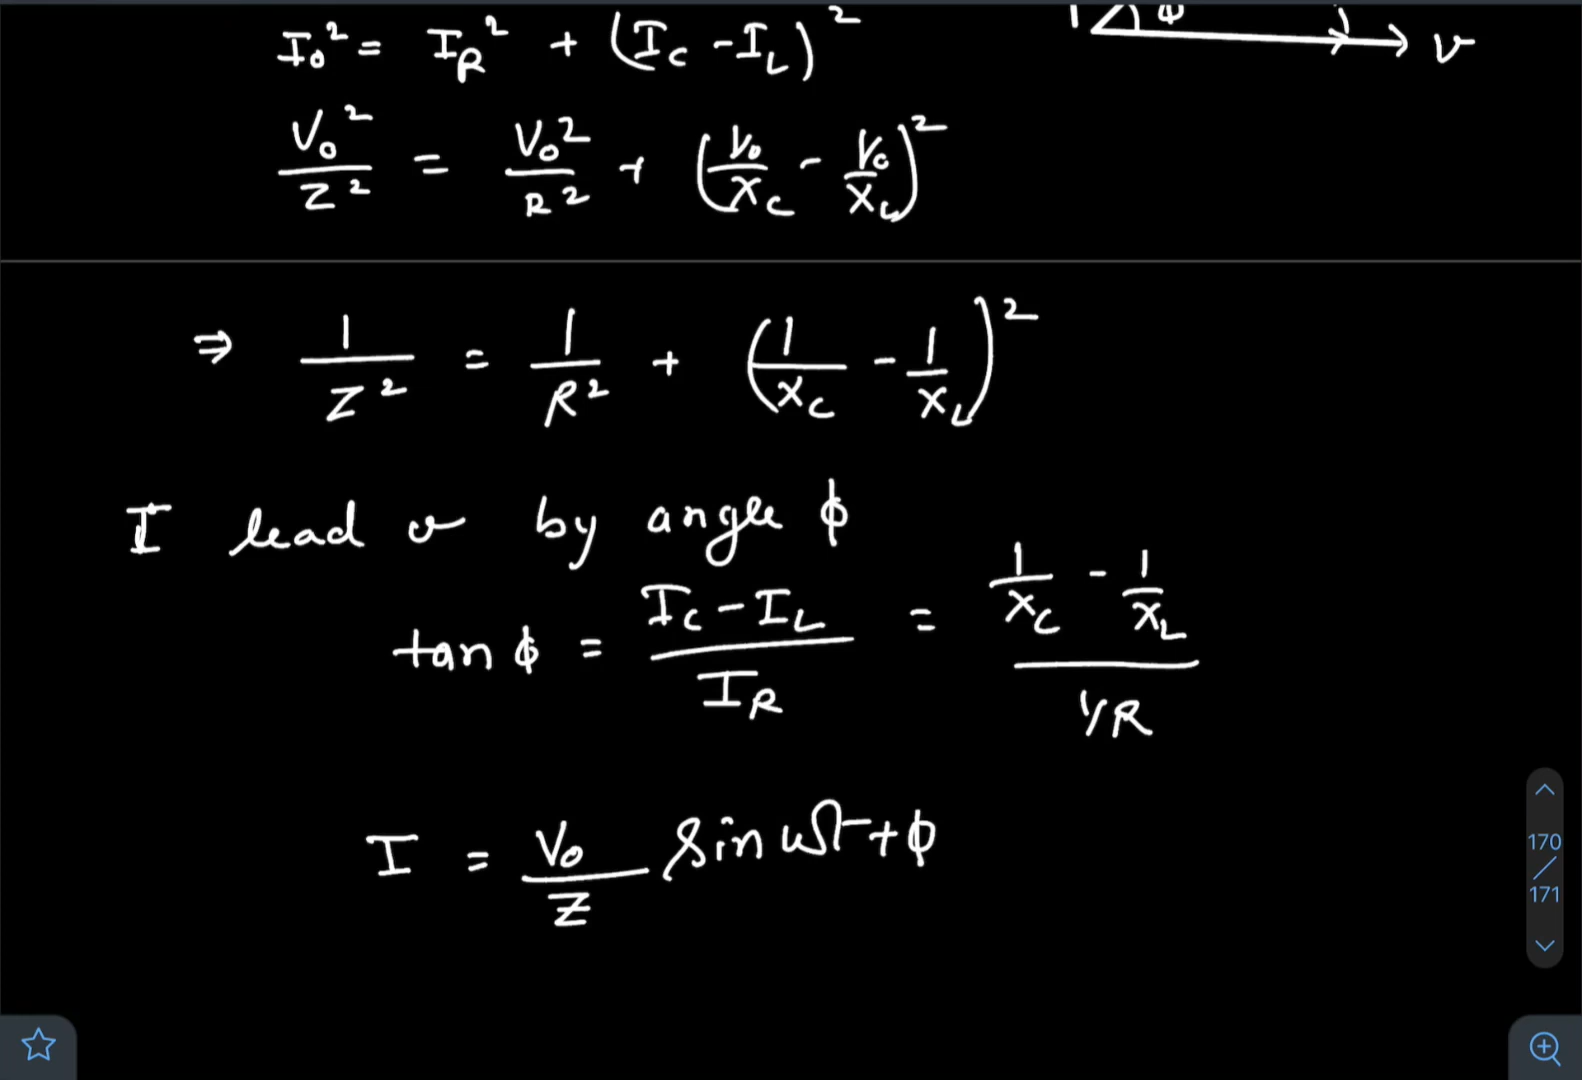 I₀² = I_R² + (I_C - I_L)²
ϕ
V
V₀²/Z² = V₀²/R² + (V₀/X_C - V₀/X_L)²
⇒ 1/Z² = 1/R² + (1/X_C - 1/X_L)²
I lead v by angle ϕ
tan ϕ = (I_C - I_L)/I_R = (1/X_C - 1/X_L)/(1/R)
I = V₀/Z sin ωt + ϕ
170
/
171